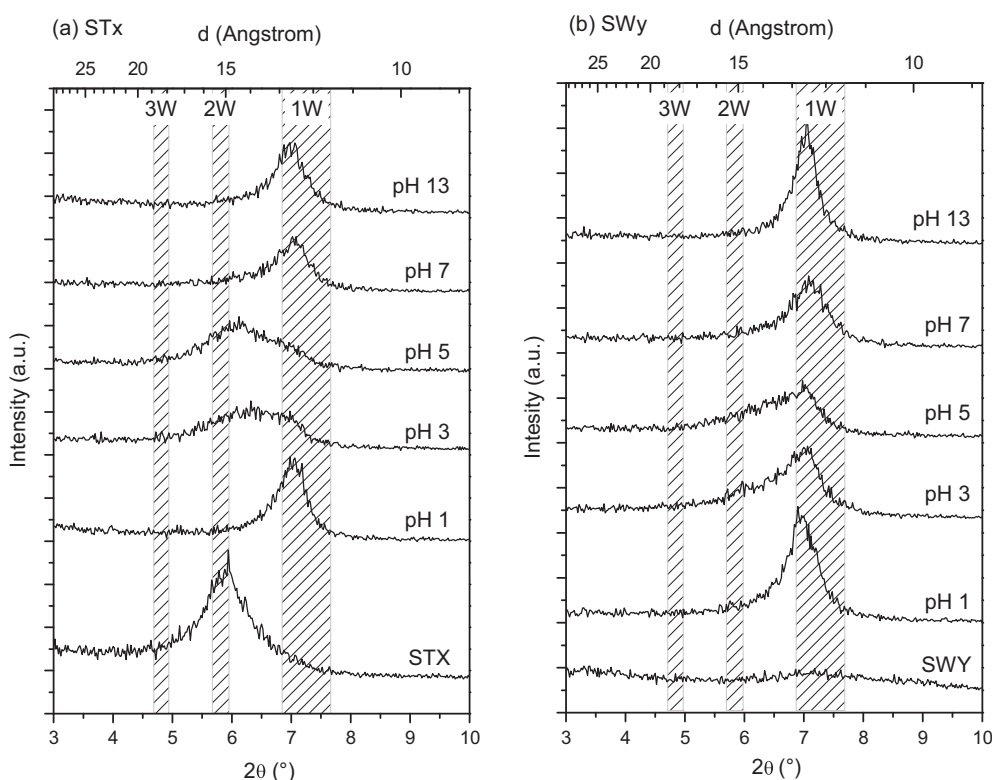 (a) STx
d (Angstrom)
25 20 15 10
3W 2W 1W
pH 13
pH 7
pH 5
pH 3
pH 1
STX
Intensity (a.u.)
3 4 5 6 7 8 9 10
2θ (°)
(b) SWy
d (Angstrom)
25 20 15 10
3W 2W 1W
pH 13
pH 7
pH 5
pH 3
pH 1
SWY
Intesity (a.u.)
3 4 5 6 7 8 9 10
2θ (°)